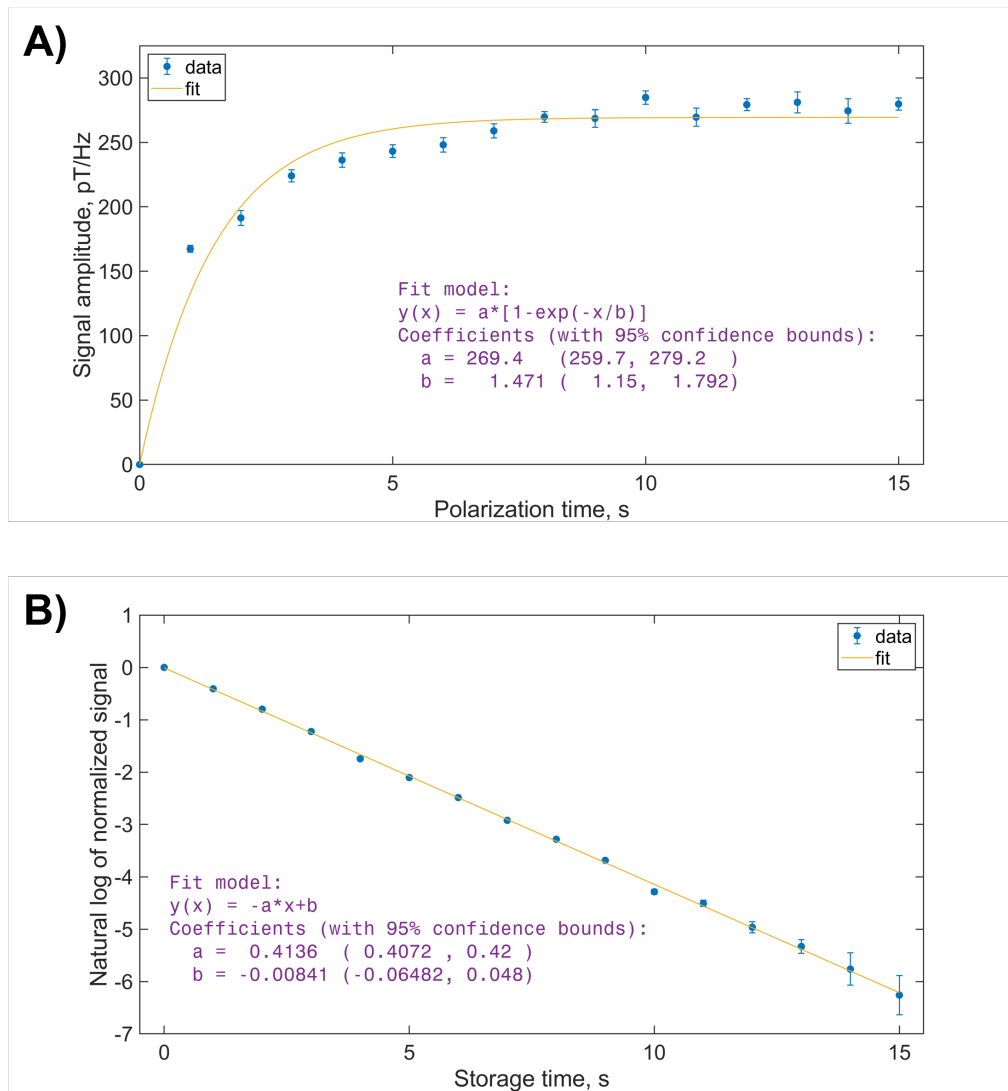 A)
data
fit
300
250
200
150
100
50
0
Signal amplitude, pT/Hz
Fit model:
y(x) = a*[1-exp(-x/b)]
Coefficients (with 95% confidence bounds):
a = 269.4 (259.7, 279.2 )
b = 1.471 ( 1.15, 1.792)
0 5 10 15
Polarization time, s
B)
data
fit
1
0
-1
-2
-3
-4
-5
-6
-7
Natural log of normalized signal
Fit model:
y(x) = -a*x+b
Coefficients (with 95% confidence bounds):
a = 0.4136 ( 0.4072 , 0.42 )
b = -0.00841 (-0.06482, 0.048)
0 5 10 15
Storage time, s